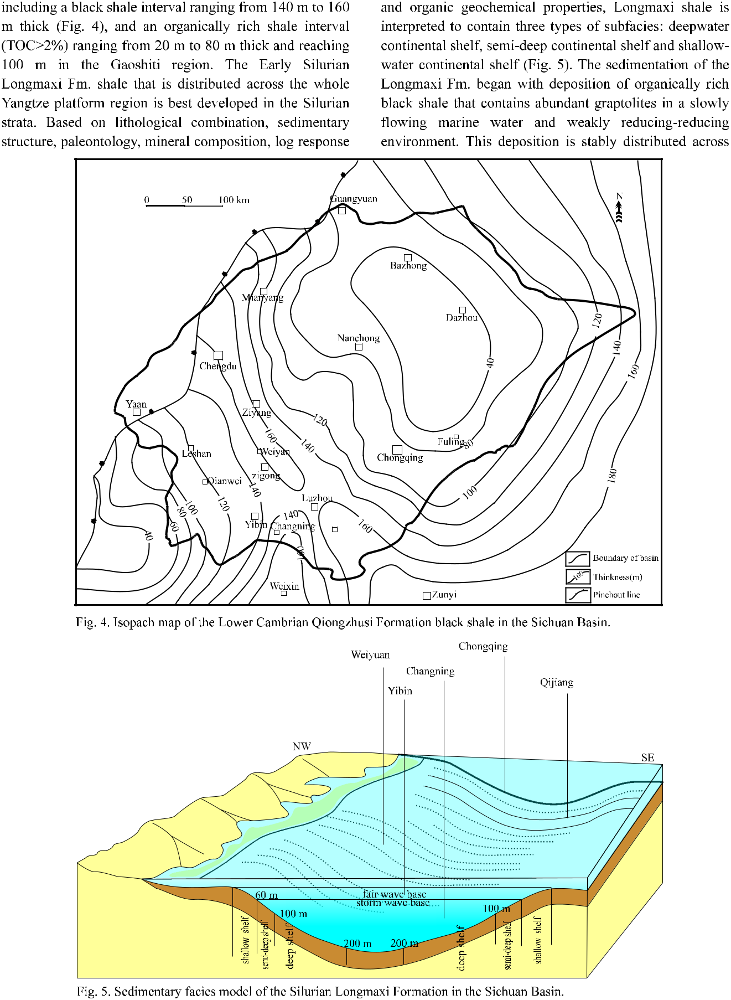 including a black shale interval ranging from 140 m to 160
m thick (Fig. 4), and an organically rich shale interval
(TOC>2%) ranging from 20 m to 80 m thick and reaching
100 m in the Gaoshiti region. The Early Silurian
Longmaxi Fm. shale that is distributed across the whole
Yangtze platform region is best developed in the Silurian
strata. Based on lithological combination, sedimentary
structure, paleontology, mineral composition, log response
and organic geochemical properties, Longmaxi shale is
interpreted to contain three types of subfacies: deepwater
continental shelf, semi-deep continental shelf and shallow-
water continental shelf (Fig. 5). The sedimentation of the
Longmaxi Fm. began with deposition of organically rich
black shale that contains abundant graptolites in a slowly
flowing marine water and weakly reducing-reducing
environment. This deposition is stably distributed across
0 50 100 km
Guangyuan
N
Bazhong
Mianyang
Dazhou
120
Nanchong
140
40
Chengdu
160
Yaan
Ziyang
120
160
140
Fuling
80
Leshan
Weiyan
Chongqing
zigong
180
Qianwei
140
100
Luzhou
120
100
80
140
160
Yibin
Changning
60
40
160
Weixin
Zunyi
Boundary of basin
100
Thinkness(m)
Pinchout line
Fig. 4. Isopach map of the Lower Cambrian Qiongzhusi Formation black shale in the Sichuan Basin.
Chongqing
Weiyuan
Changning
Qijiang
Yibin
NW
SE
60 m
fair wave base
storm wave base
100 m
100 m
200 m
200 m
shallow shelf
semi-deep shelf
deep shelf
deep shelf
semi-deep shelf
shallow shelf
Fig. 5. Sedimentary facies model of the Silurian Longmaxi Formation in the Sichuan Basin.